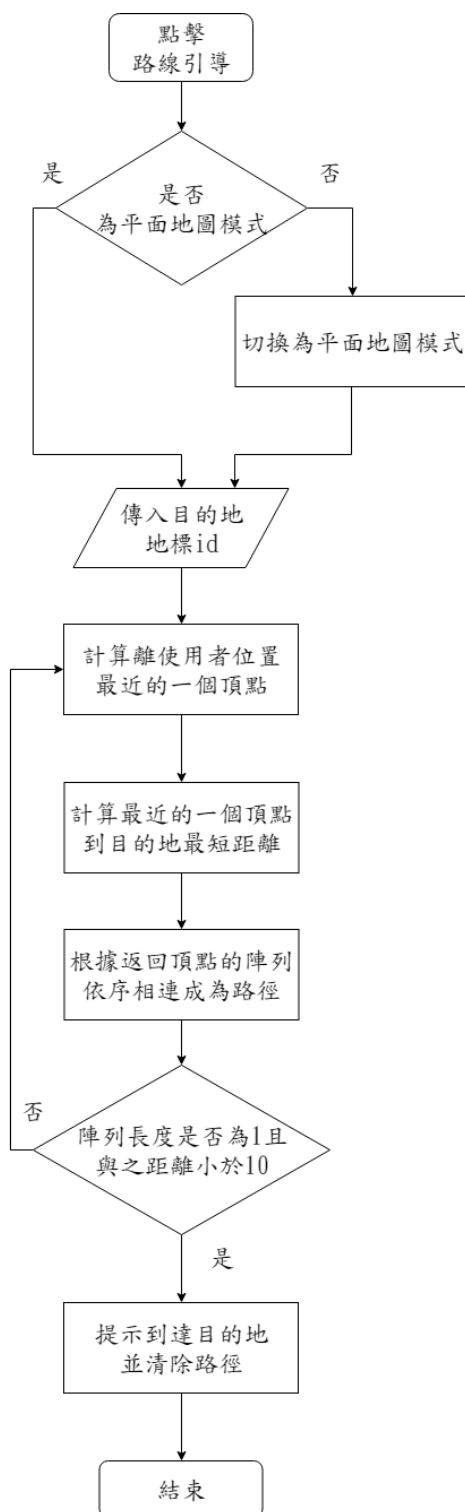 點擊
路線引導
是
否
是否
為平面地圖模式
切換為平面地圖模式
傳入目的地
地標id
計算離使用者位置
最近的一個頂點
計算最近的一個頂點
到目的地最短距離
根據返回頂點的陣列
依序相連成為路徑
否
陣列長度是否為1且
與之距離小於10
是
提示到達目的地
並清除路徑
結束